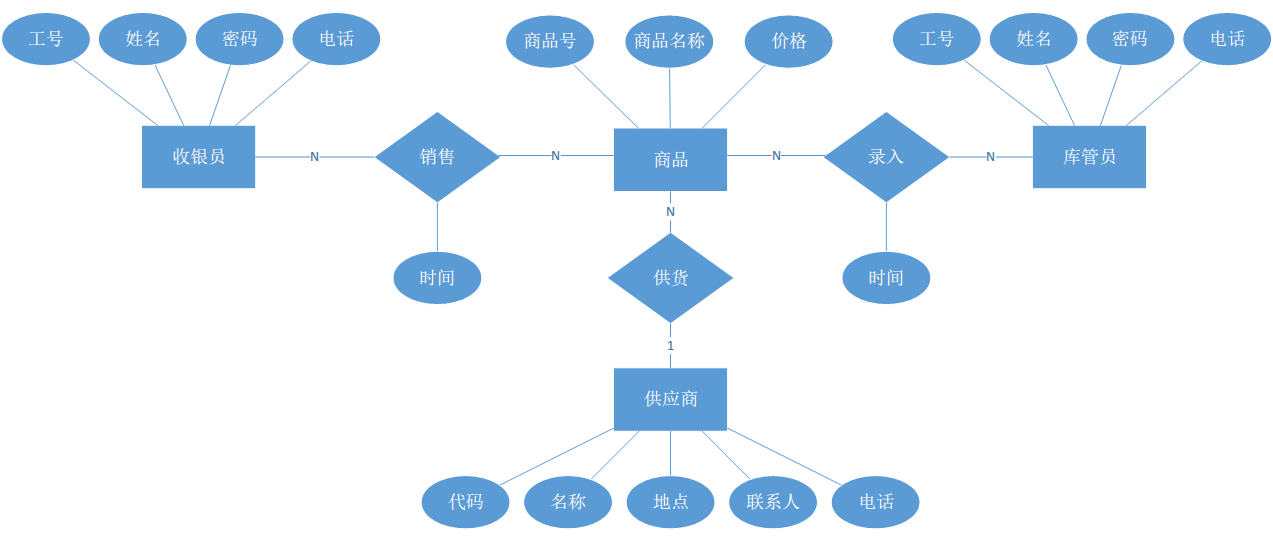 工号
姓名
密码
电话
商品号
商品名称
价格
工号
姓名
密码
电话
收银员
N
销售
N
商品
N
录入
N
库管员
N
时间
供货
时间
1
供应商
代码
名称
地点
联系人
电话